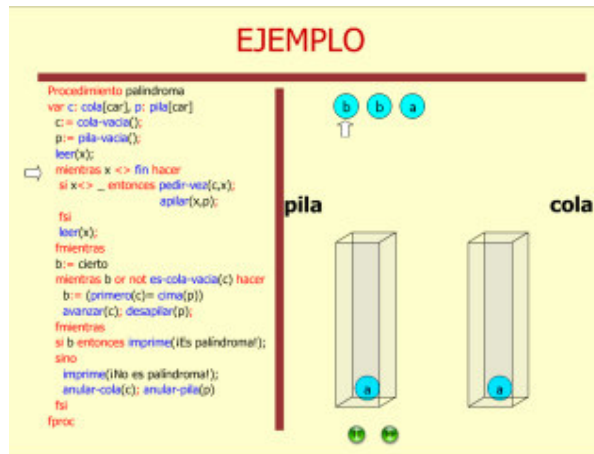 EJEMPLO
Procedimiento palindroma
var c: cola[car], p: pila[car]
c:= cola-vacia();
p:= pila-vacia();
leer(x);
mientras x <> fin hacer
si x<> _ entonces pedir-vez(c,x);
apilar(x,p);
fsi
leer(x);
fmientras
b:= cierto
mientras b or not es-cola-vacia(c) hacer
b:= (primero(c)= cima(p))
avanzar(c); desapilar(p);
fmientras
si b entonces imprime(¡Es palíndroma!);
sino
imprime(¡No es palíndroma!);
anular-cola(c); anular-pila(p)
fsi
fproc
b b a
pila cola
a a